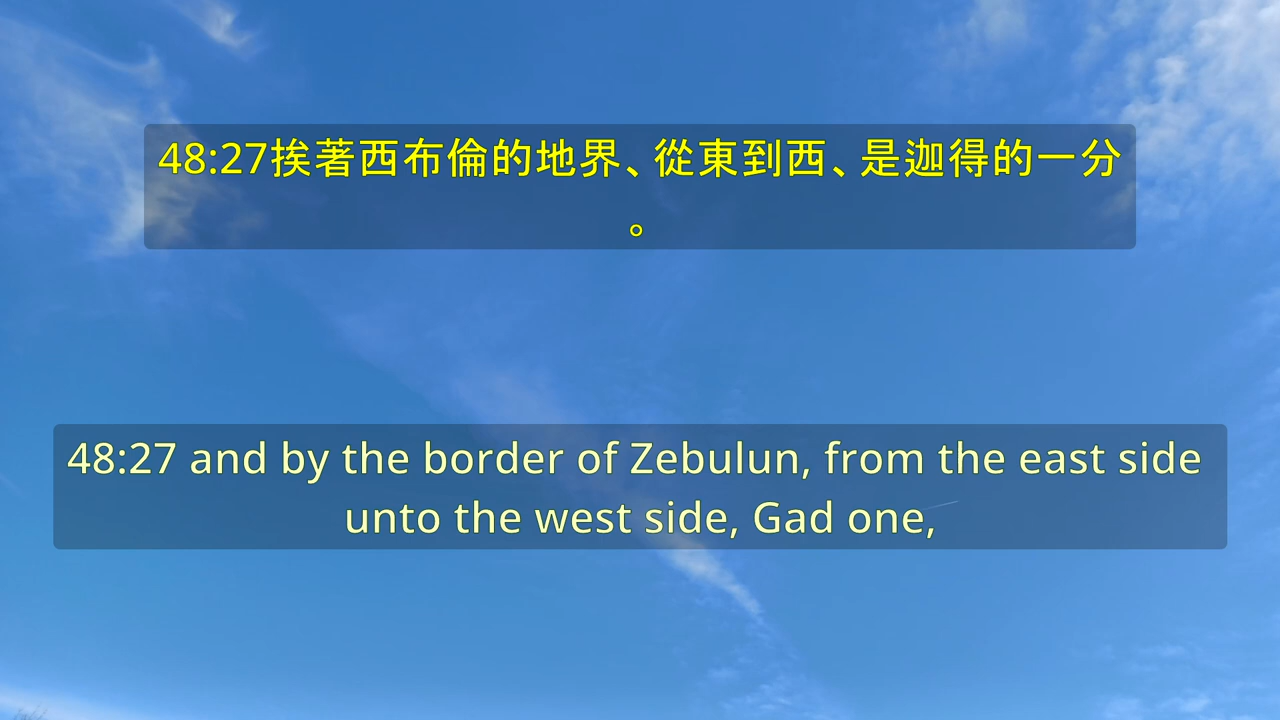 48:27挨著西布倫的地界、從東到西、是迦得的一分
。
48:27 and by the border of Zebulun, from the east side
unto the west side, Gad one,